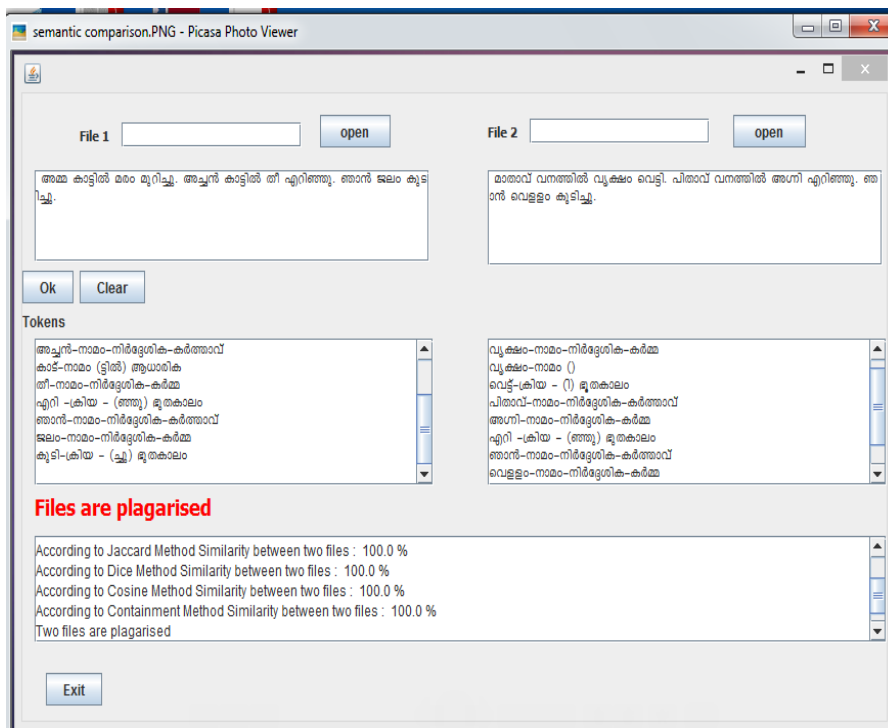 semantic comparison.PNG - Picasa Photo Viewer
File 1 open File 2 open
അമ്മ കാട്ടിൽ മരം മുറിച്ചു. അച്ചൻ കാട്ടിൽ തീ എറിഞ്ഞു. ഞാൻ ജലം കുട
ിച്ചു.
മാതാവ് വനത്തിൽ വൃക്ഷം വെട്ടി. പിതാവ് വനത്തിൽ അഗ്നി എറിഞ്ഞു. ഞ
ാൻ വെളളം കുടിച്ചു.
Ok Clear
Tokens
അച്ചൻ-നാമം-നിർദ്ദേശിക-കർത്താവ്
കാട്-നാമം (ട്ടിൽ) ആധാരിക
തീ-നാമം-നിർദ്ദേശിക-കർമ്മ
എറി -ക്രിയ - (ഞ്ഞു) ഭൂതകാലം
ഞാൻ-നാമം-നിർദ്ദേശിക-കർത്താവ്
ജലം-നാമം-നിർദ്ദേശിക-കർമ്മ
കുടി-ക്രിയ - (ച്ചു) ഭൂതകാലം
വൃക്ഷം-നാമം-നിർദ്ദേശിക-കർമ്മ
വൃക്ഷം-നാമം ()
വെട്ട്-ക്രിയ - (ി) ഭൂതകാലം
പിതാവ്-നാമം-നിർദ്ദേശിക-കർത്താവ്
അഗ്നി-നാമം-നിർദ്ദേശിക-കർമ്മ
എറി -ക്രിയ - (ഞ്ഞു) ഭൂതകാലം
ഞാൻ-നാമം-നിർദ്ദേശിക-കർത്താവ്
വെളളം-നാമം-നിർദ്ദേശിക-കർമ്മ
Files are plagarised
According to Jaccard Method Similarity between two files : 100.0 %
According to Dice Method Similarity between two files : 100.0 %
According to Cosine Method Similarity between two files : 100.0 %
According to Containment Method Similarity between two files : 100.0 %
Two files are plagarised
Exit